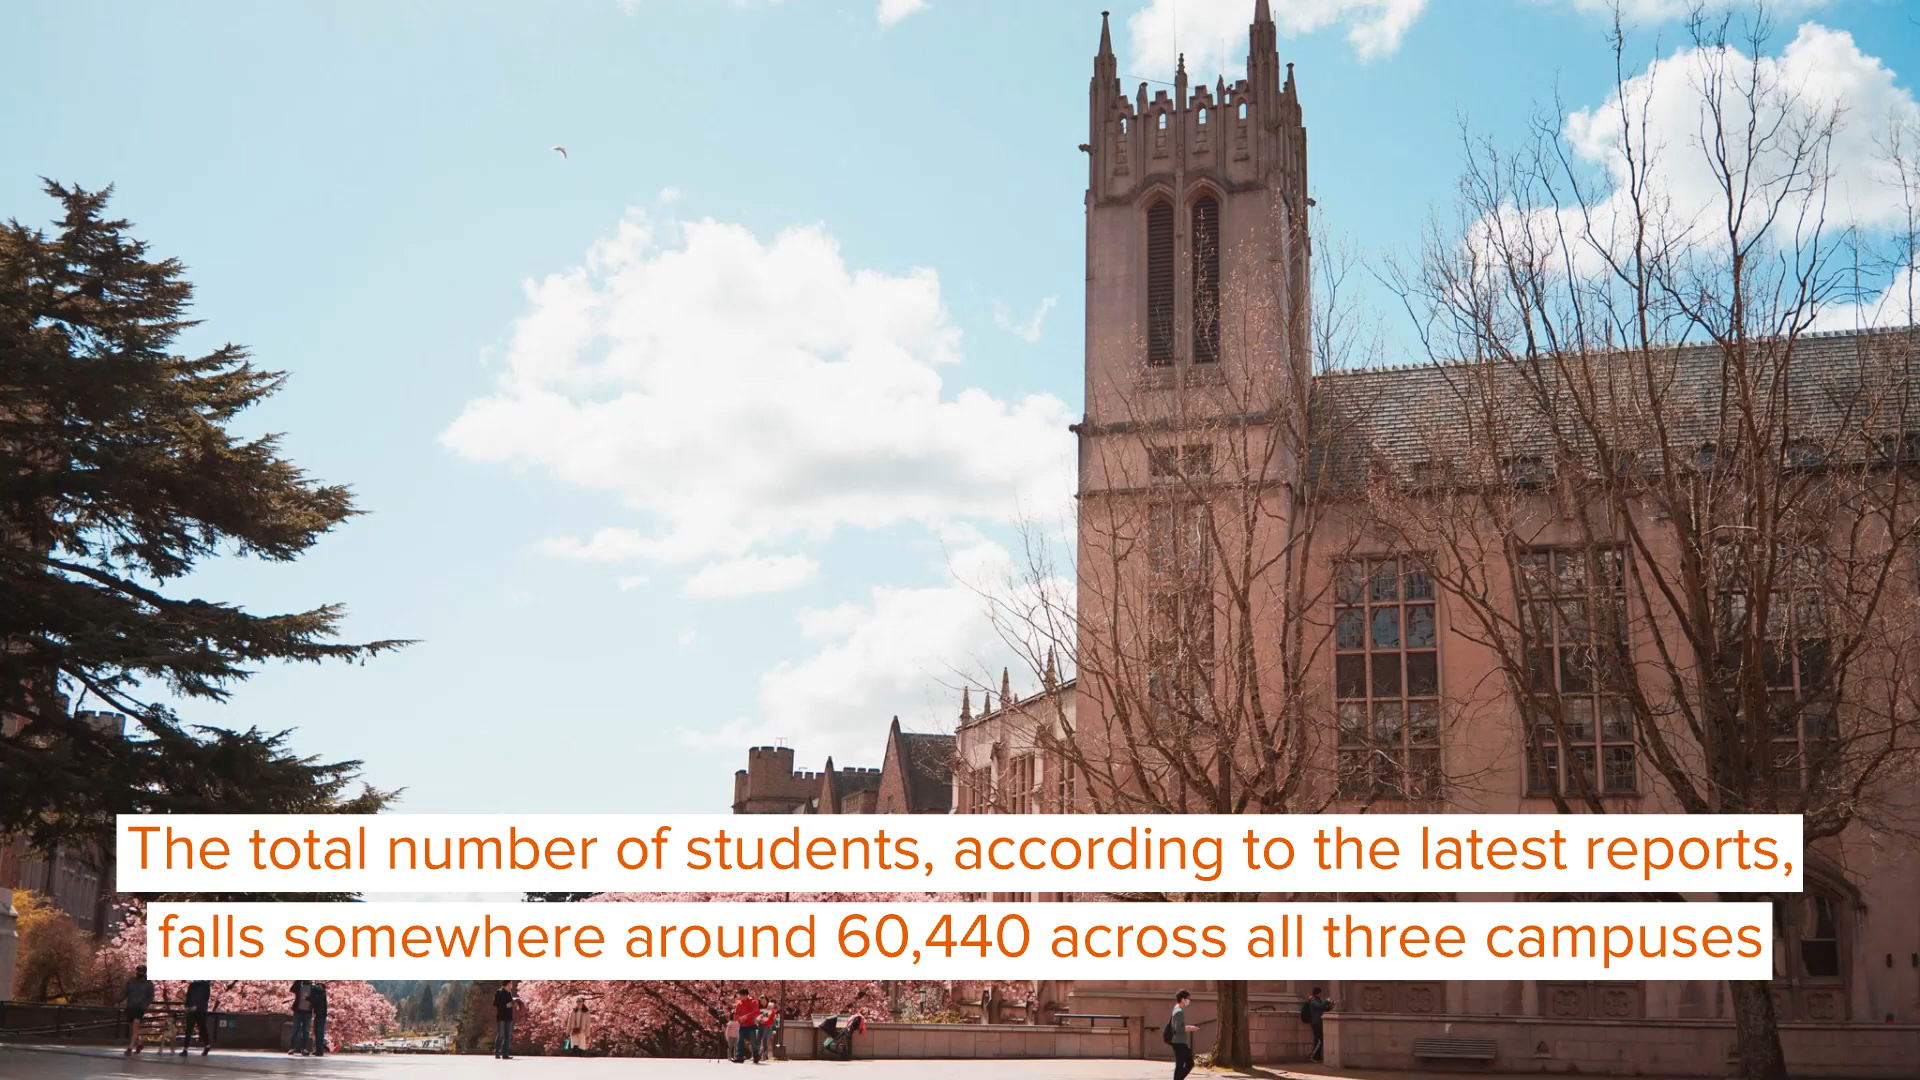 The total number of students, according to the latest reports,
falls somewhere around 60,440 across all three campuses